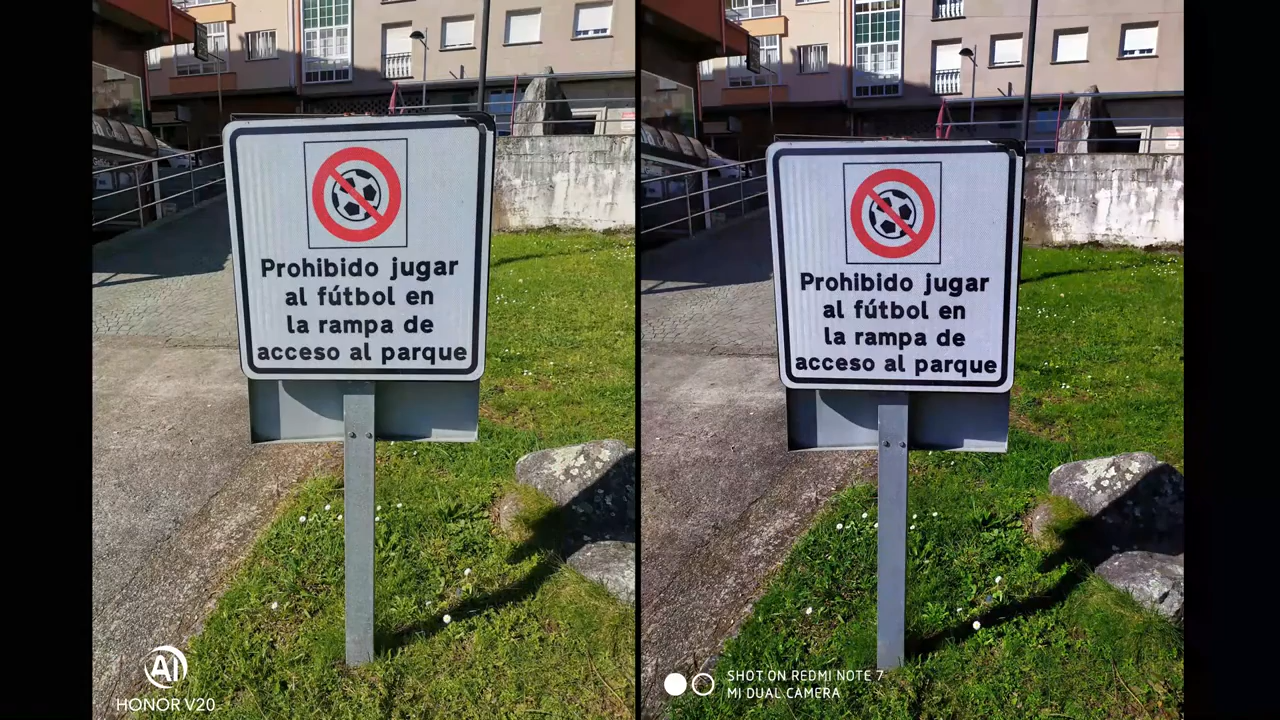 Prohibido jugar
al fútbol en
la rampa de
acceso al parque
AI
HONOR V20
Prohibido jugar
al fútbol en
la rampa de
acceso al parque
SHOT ON REDMI NOTE 7
MI DUAL CAMERA